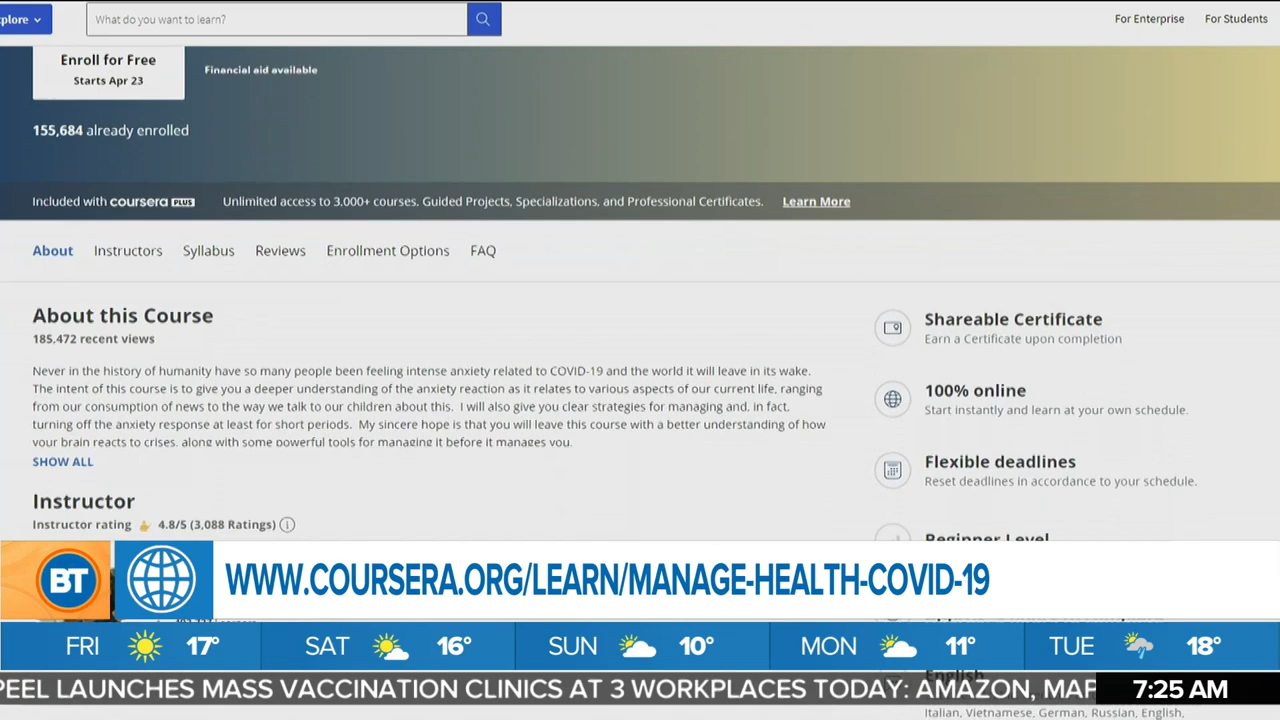 plore
What do you want to learn?
For Enterprise
For Students
Enroll for Free
Starts Apr 23
Financial aid available
155,684 already enrolled
Included with coursera PLUS
Unlimited access to 3,000+ courses, Guided Projects, Specializations, and Professional Certificates.
Learn More
About
Instructors
Syllabus
Reviews
Enrollment Options
FAQ
About this Course
185,472 recent views
Never in the history of humanity have so many people been feeling intense anxiety related to COVID-19 and the world it will leave in its wake.
The intent of this course is to give you a deeper understanding of the anxiety reaction as it relates to various aspects of our current life, ranging
from our consumption of news to the way we talk to our children about this. I will also give you clear strategies for managing and, in fact,
turning off the anxiety response at least for short periods. My sincere hope is that you will leave this course with a better understanding of how
your brain reacts to crises, along with some powerful tools for managing it before it manages you.
SHOW ALL
Instructor
Instructor rating 4.8/5 (3,088 Ratings)
Shareable Certificate
Earn a Certificate upon completion
100% online
Start instantly and learn at your own schedule.
Flexible deadlines
Reset deadlines in accordance to your schedule.
Beginner Level
BT
WWW.COURSERA.ORG/LEARN/MANAGE-HEALTH-COVID-19
FRI 17°
SAT 16°
SUN 10°
MON 11°
TUE 18°
English
PEEL LAUNCHES MASS VACCINATION CLINICS AT 3 WORKPLACES TODAY: AMAZON, MAP
7:25 AM
Italian, Vietnamese, German, Russian, English,